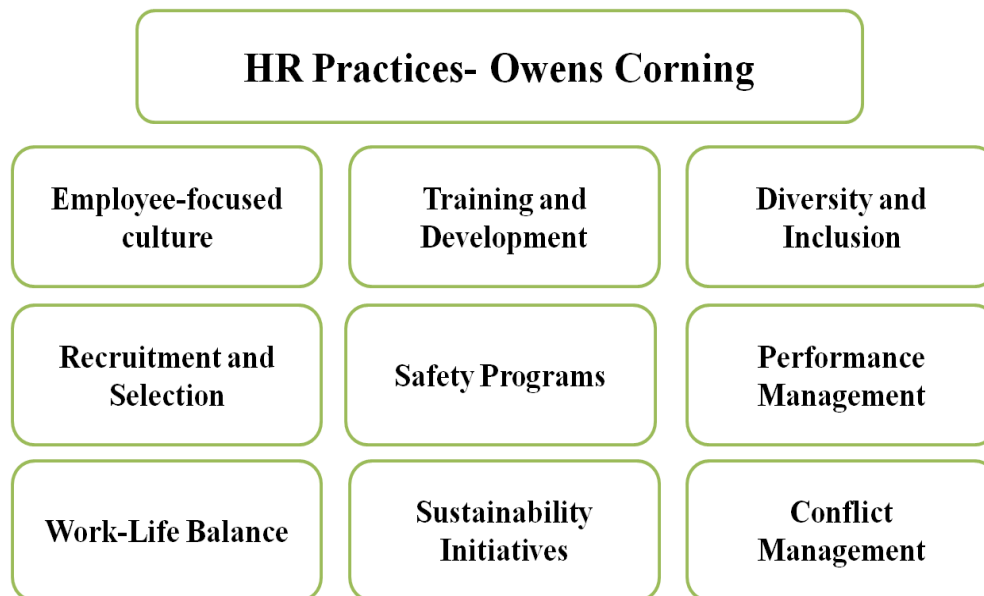 HR Practices- Owens Corning
Employee-focused
culture
Training and
Development
Diversity and
Inclusion
Recruitment and
Selection
Safety Programs
Performance
Management
Work-Life Balance
Sustainability
Initiatives
Conflict
Management